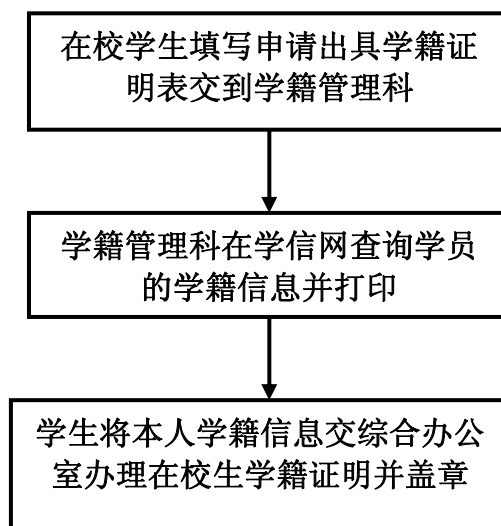 在校学生填写申请出具学籍证
明表交到学籍管理科
学籍管理科在学信网查询学员
的学籍信息并打印
学生将本人学籍信息交综合办公
室办理在校生学籍证明并盖章